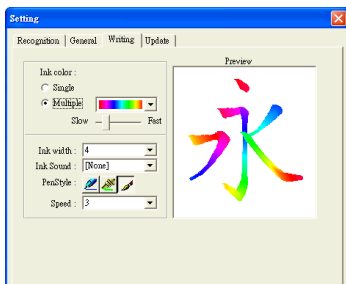 Setting
Recognition General Writing Update
Preview
Ink color :
Single
Multiple
Slow Fast
永
Ink width : 4
Ink Sound : [None]
PenStyle :
Speed : 3